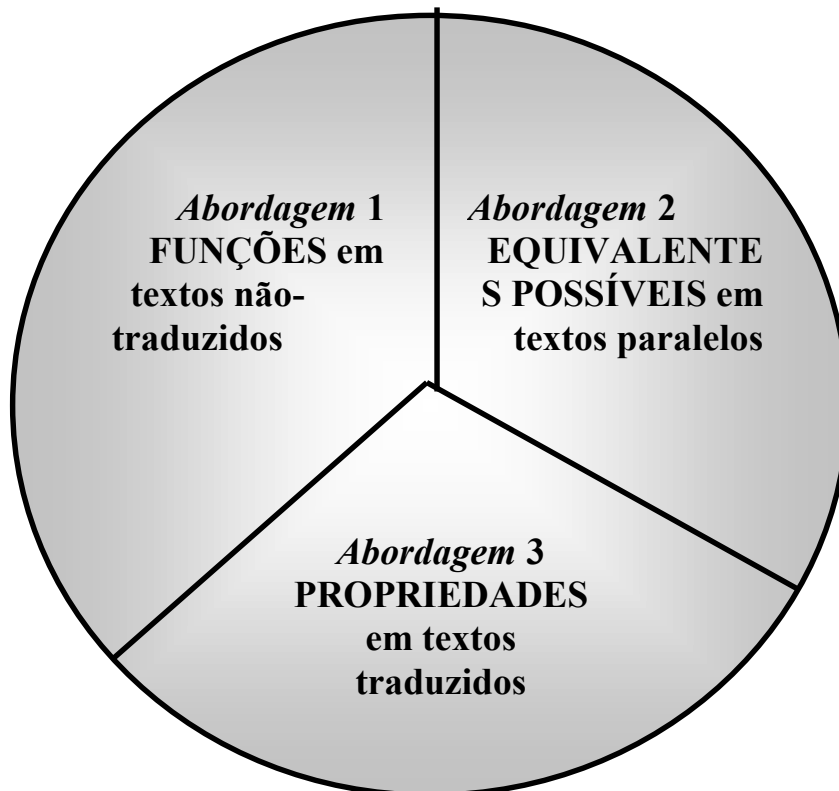 Abordagem 1
FUNÇÕES em
textos não-
traduzidos
Abordagem 2
EQUIVALENTE
S POSSÍVEIS em
textos paralelos
Abordagem 3
PROPRIEDADES
em textos
traduzidos